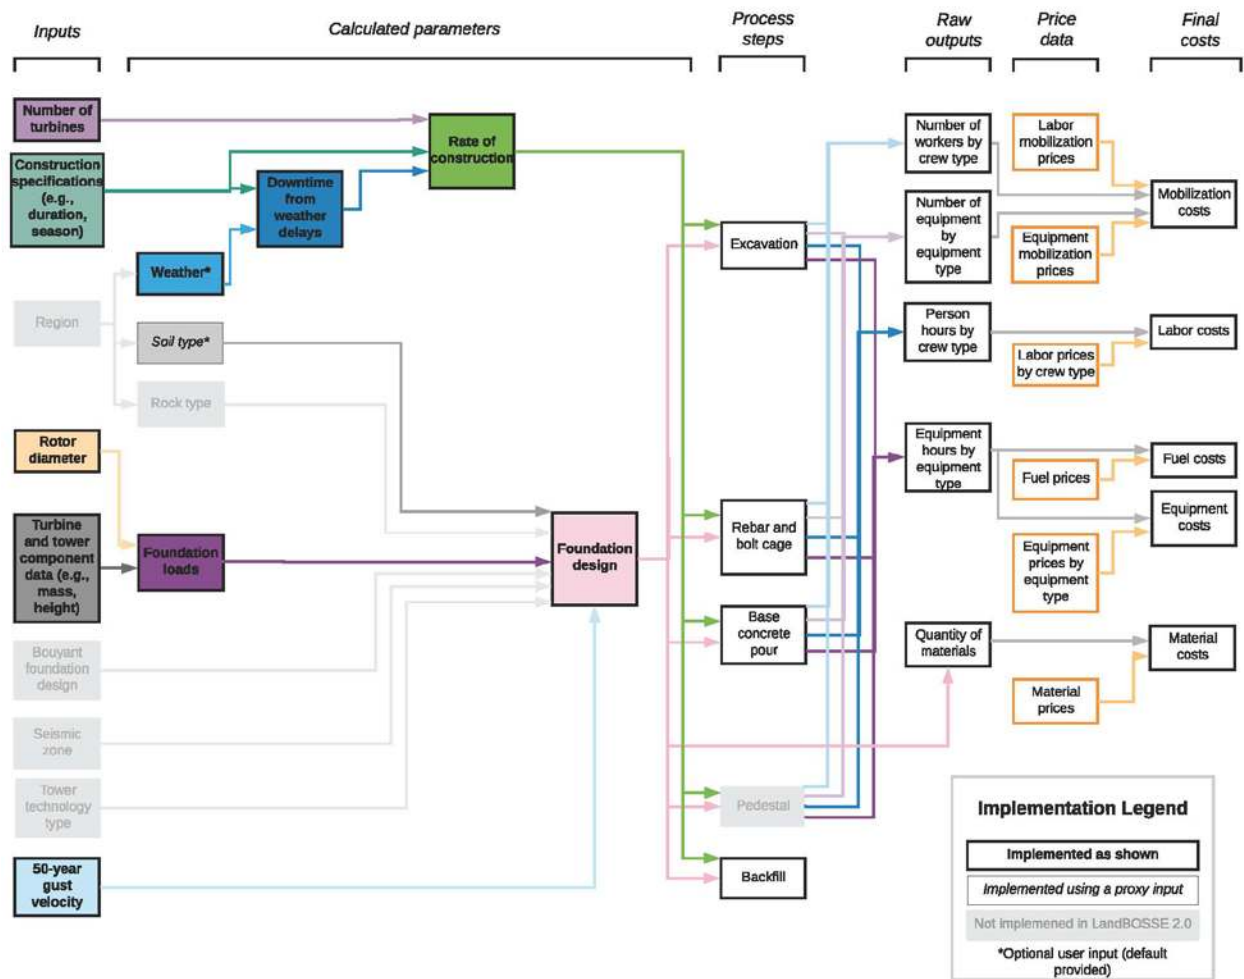 Inputs
Calculated parameters
Process
steps
Raw
outputs
Price
data
Final
costs
Number of
turbines
Construction
specifications
(e.g.,
duration,
season)
Region
Rotor
diameter
Turbine
and tower
component
data (e.g.,
mass,
height)
Bouyant
foundation
design
Seismic
zone
Tower
technology
type
50-year
gust
velocity
Weather*
Soil type*
Rock type
Foundation
loads
Downtime
from
weather
delays
Rate of
construction
Foundation
design
Excavation
Rebar and
bolt cage
Base
concrete
pour
Pedestal
Backfill
Number of
workers by
crew type
Number of
equipment
by
equipment
type
Person
hours by
crew type
Equipment
hours by
equipment
type
Quantity of
materials
Labor
mobilization
prices
Equipment
mobilization
prices
Labor prices
by crew type
Fuel prices
Equipment
prices by
equipment
type
Material
prices
Mobilization
costs
Labor costs
Fuel costs
Equipment
costs
Material
costs
Implementation Legend
Implemented as shown
Implemented using a proxy input
Not implemened in LandBOSSE 2.0
*Optional user input (default
provided)